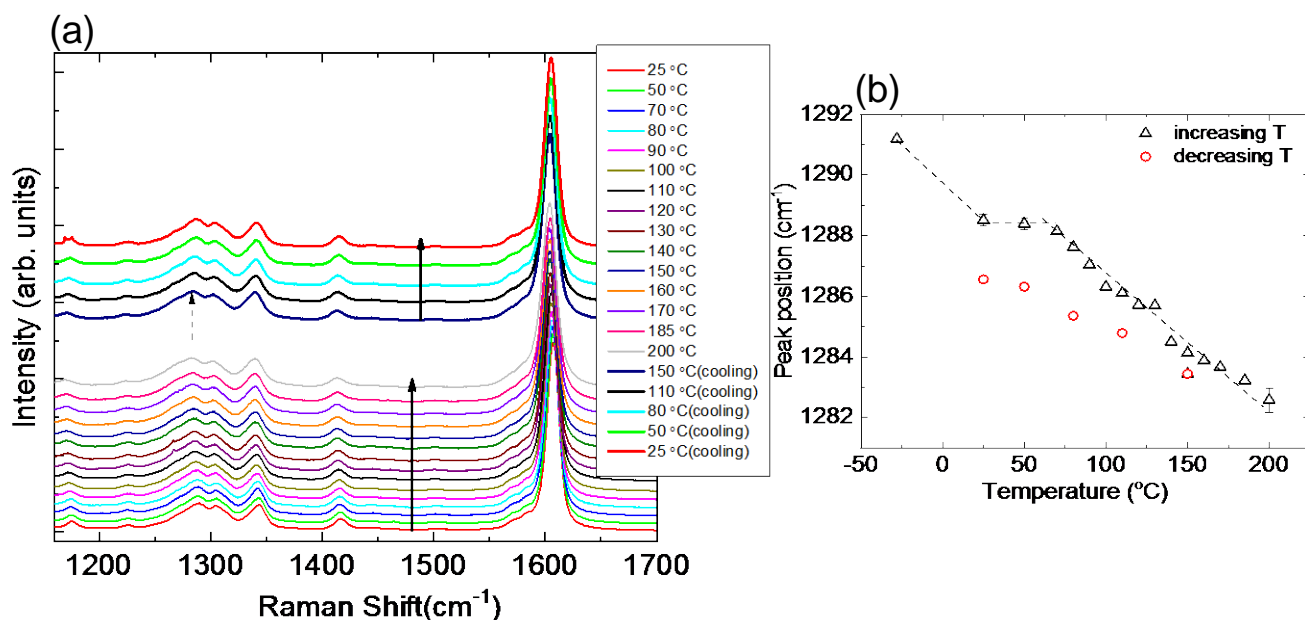 (a)
Intensity (arb. units)
1200 1300 1400 1500 1600 1700
Raman Shift(cm⁻¹)
25 °C
50 °C
70 °C
80 °C
90 °C
100 °C
110 °C
120 °C
130 °C
140 °C
150 °C
160 °C
170 °C
185 °C
200 °C
150 °C(cooling)
110 °C(cooling)
80 °C(cooling)
50 °C(cooling)
25 °C(cooling)
(b)
Peak position (cm⁻¹)
1292
1290
1288
1286
1284
1282
increasing T
decreasing T
-50 0 50 100 150 200
Temperature (ºC)